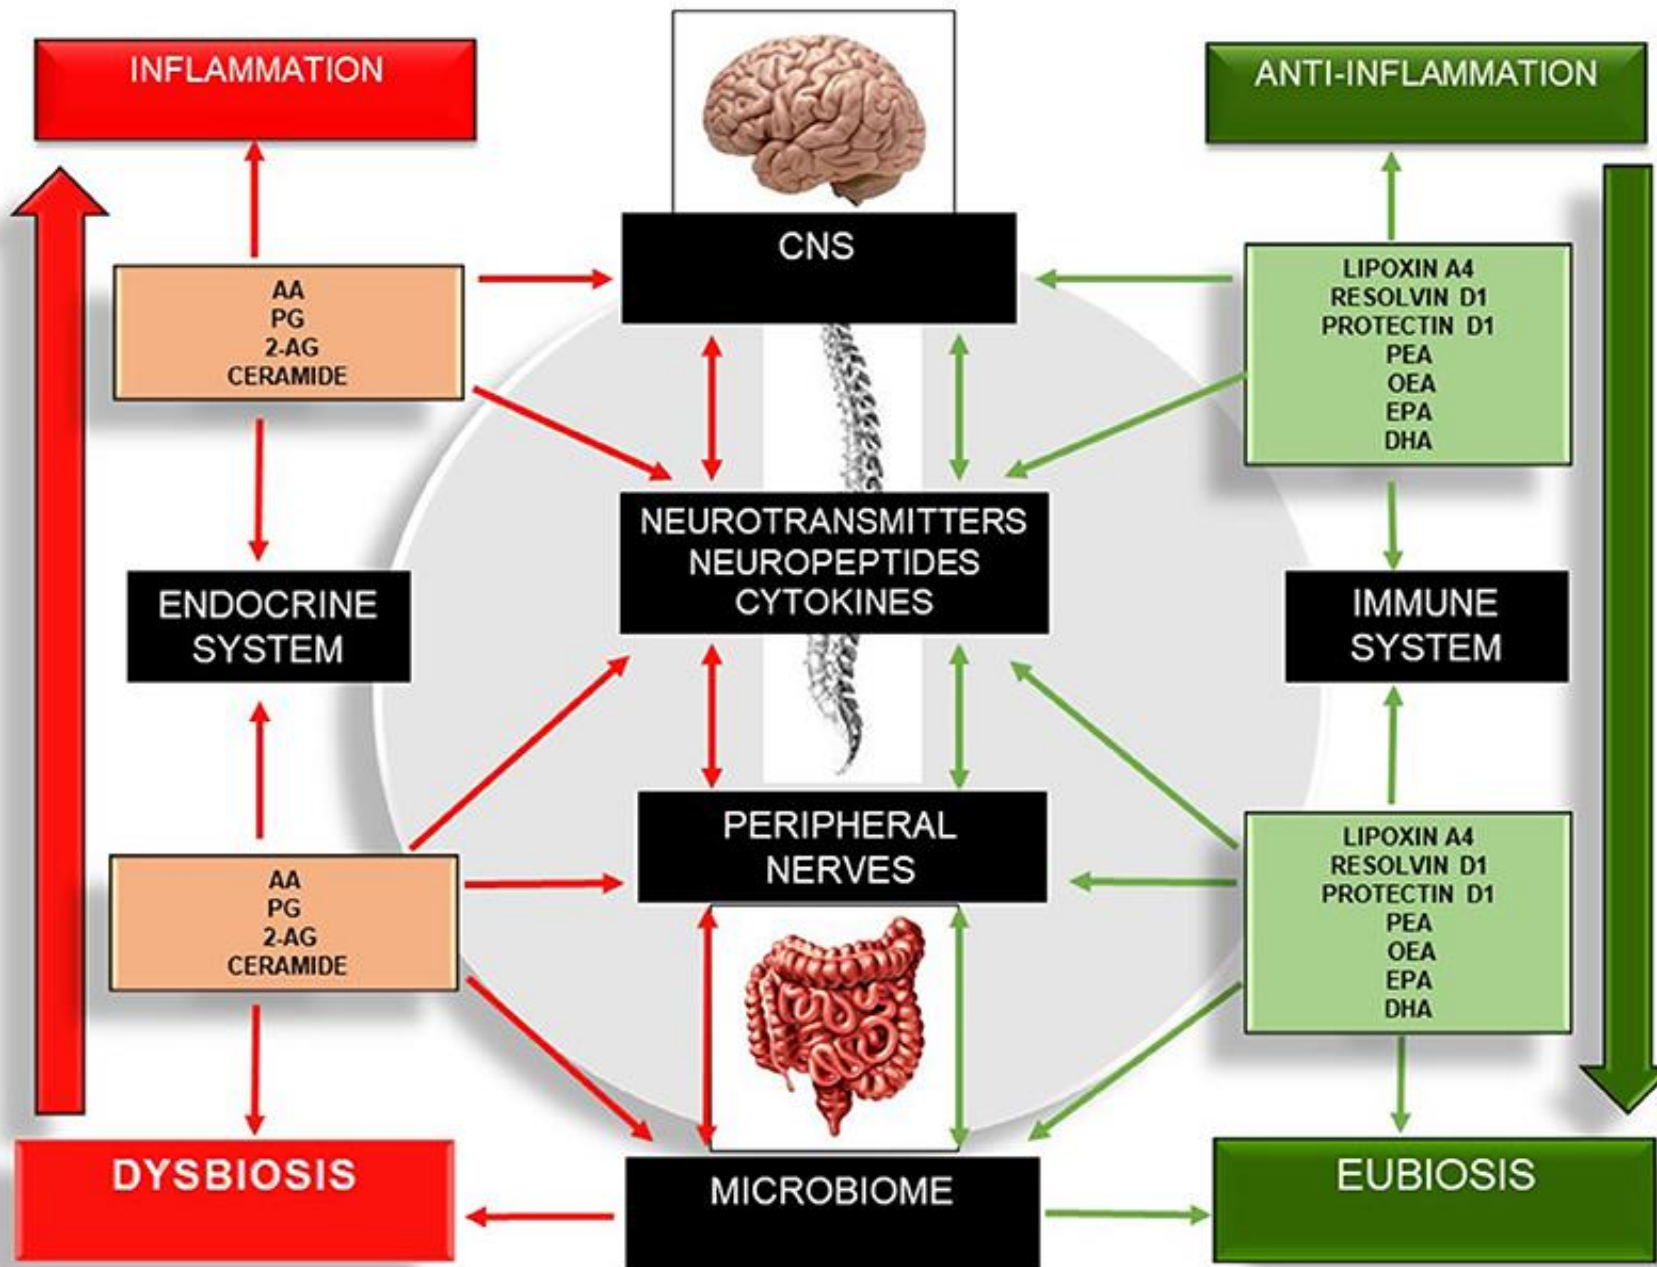 INFLAMMATION
ANTI-INFLAMMATION
CNS
AA
PG
2-AG
CERAMIDE
LIPOXIN A4
RESOLVIN D1
PROTECTIN D1
PEA
OEA
EPA
DHA
NEUROTRANSMITTERS
NEUROPEPTIDES
CYTOKINES
ENDOCRINE
SYSTEM
IMMUNE
SYSTEM
PERIPHERAL
NERVES
AA
PG
2-AG
CERAMIDE
LIPOXIN A4
RESOLVIN D1
PROTECTIN D1
PEA
OEA
EPA
DHA
DYSBIOSIS
MICROBIOME
EUBIOSIS